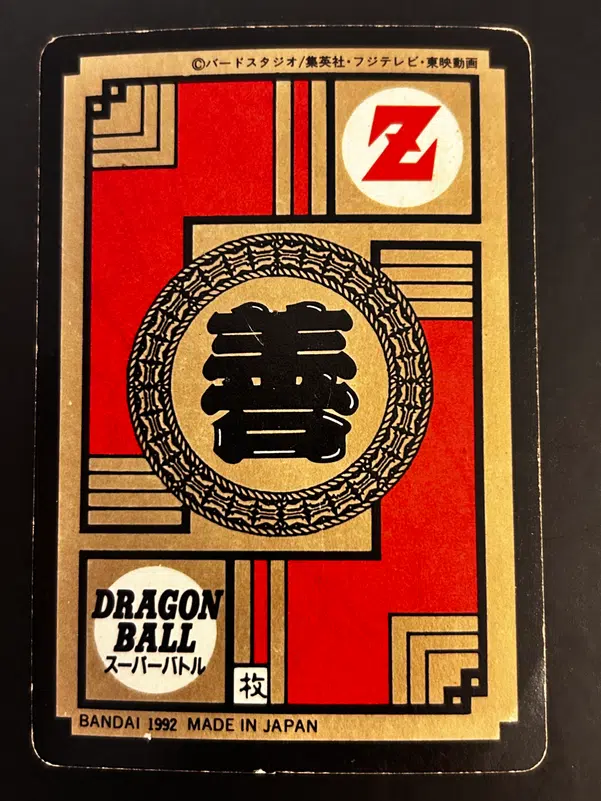 ©バードスタジオ/集英社・フジテレビ・東映動画
Z
善
DRAGON
BALL
スーパーバトル
枚
BANDAI 1992 MADE IN JAPAN